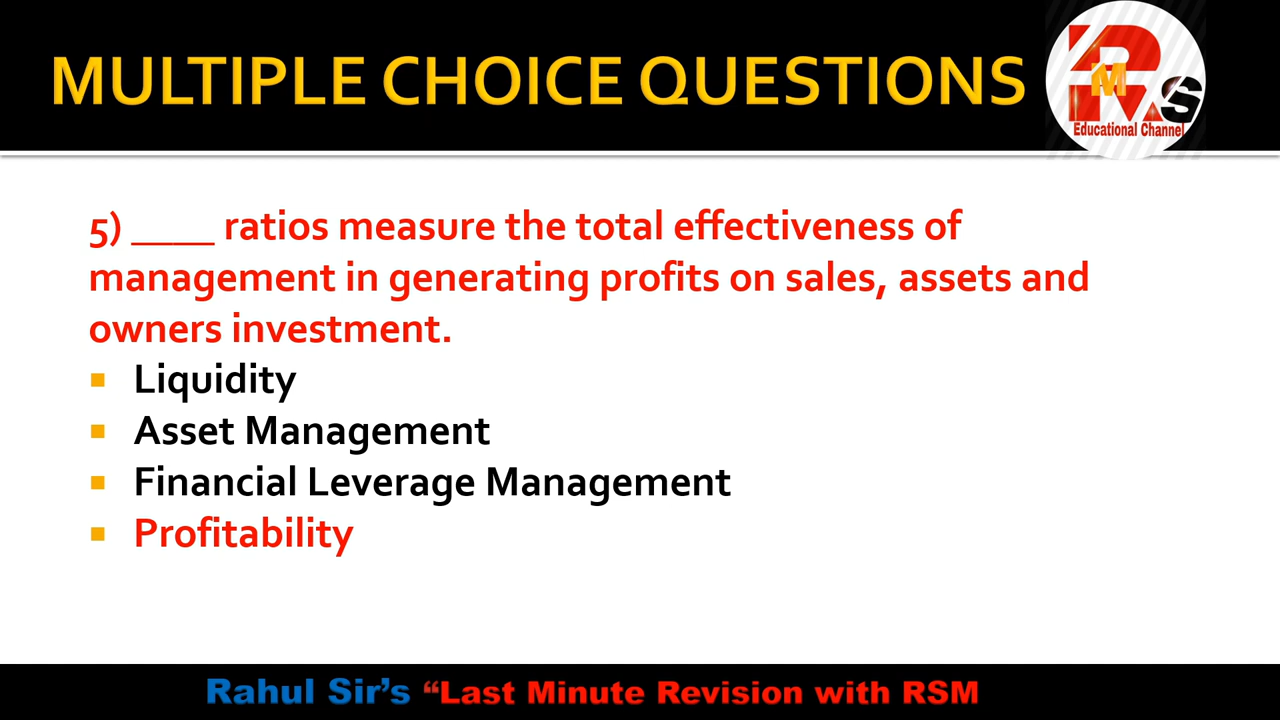 MULTIPLE CHOICE QUESTIONS
RMS
Educational Channel
5) ____ ratios measure the total effectiveness of
management in generating profits on sales, assets and
owners investment.
Liquidity
Asset Management
Financial Leverage Management
Profitability
Rahul Sir's “Last Minute Revision with RSM